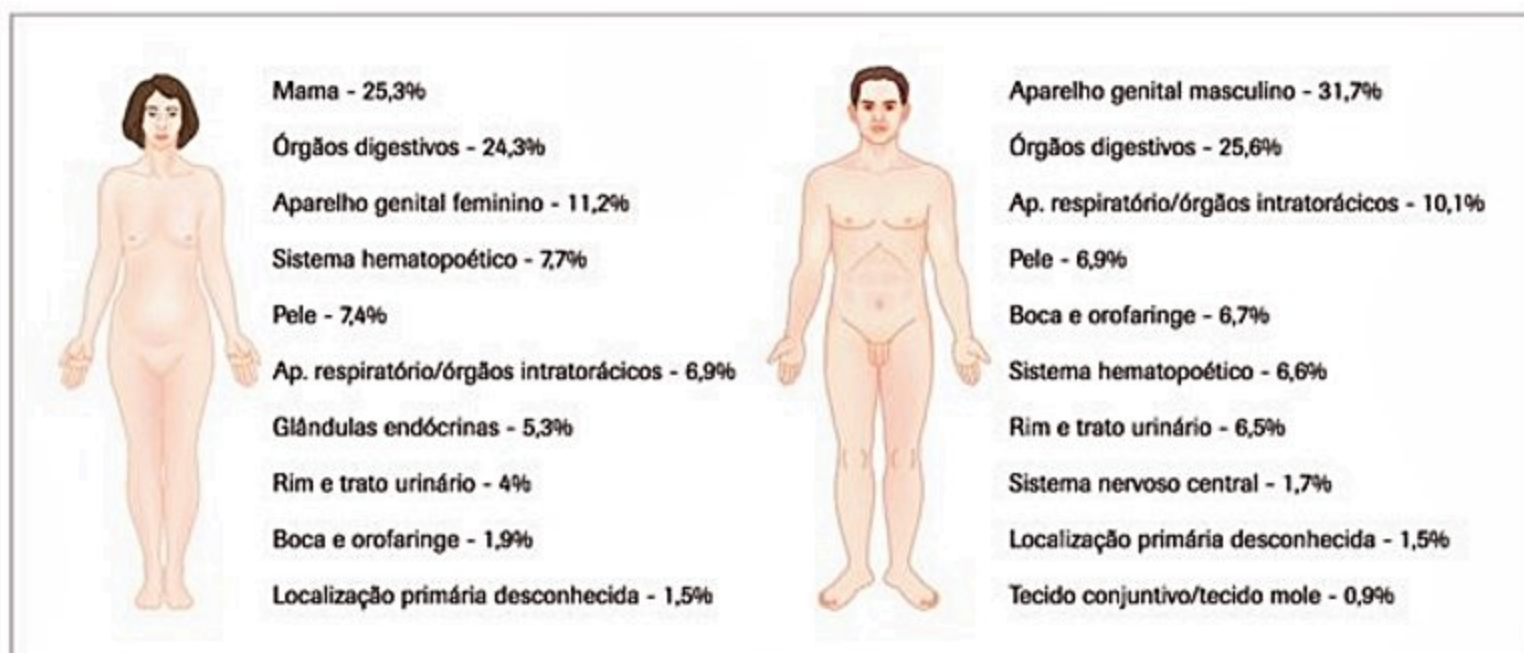 Mama - 25,3%
Órgãos digestivos - 24,3%
Aparelho genital feminino - 11,2%
Sistema hematopoético - 7,7%
Pele - 7,4%
Ap. respiratório/órgãos intratorácicos - 6,9%
Glândulas endócrinas - 5,3%
Rim e trato urinário - 4%
Boca e orofaringe - 1,9%
Localização primária desconhecida - 1,5%
Aparelho genital masculino - 31,7%
Órgãos digestivos - 25,6%
Ap. respiratório/órgãos intratorácicos - 10,1%
Pele - 6,9%
Boca e orofaringe - 6,7%
Sistema hematopoético - 6,6%
Rim e trato urinário - 6,5%
Sistema nervoso central - 1,7%
Localização primária desconhecida - 1,5%
Tecido conjuntivo/tecido mole - 0,9%